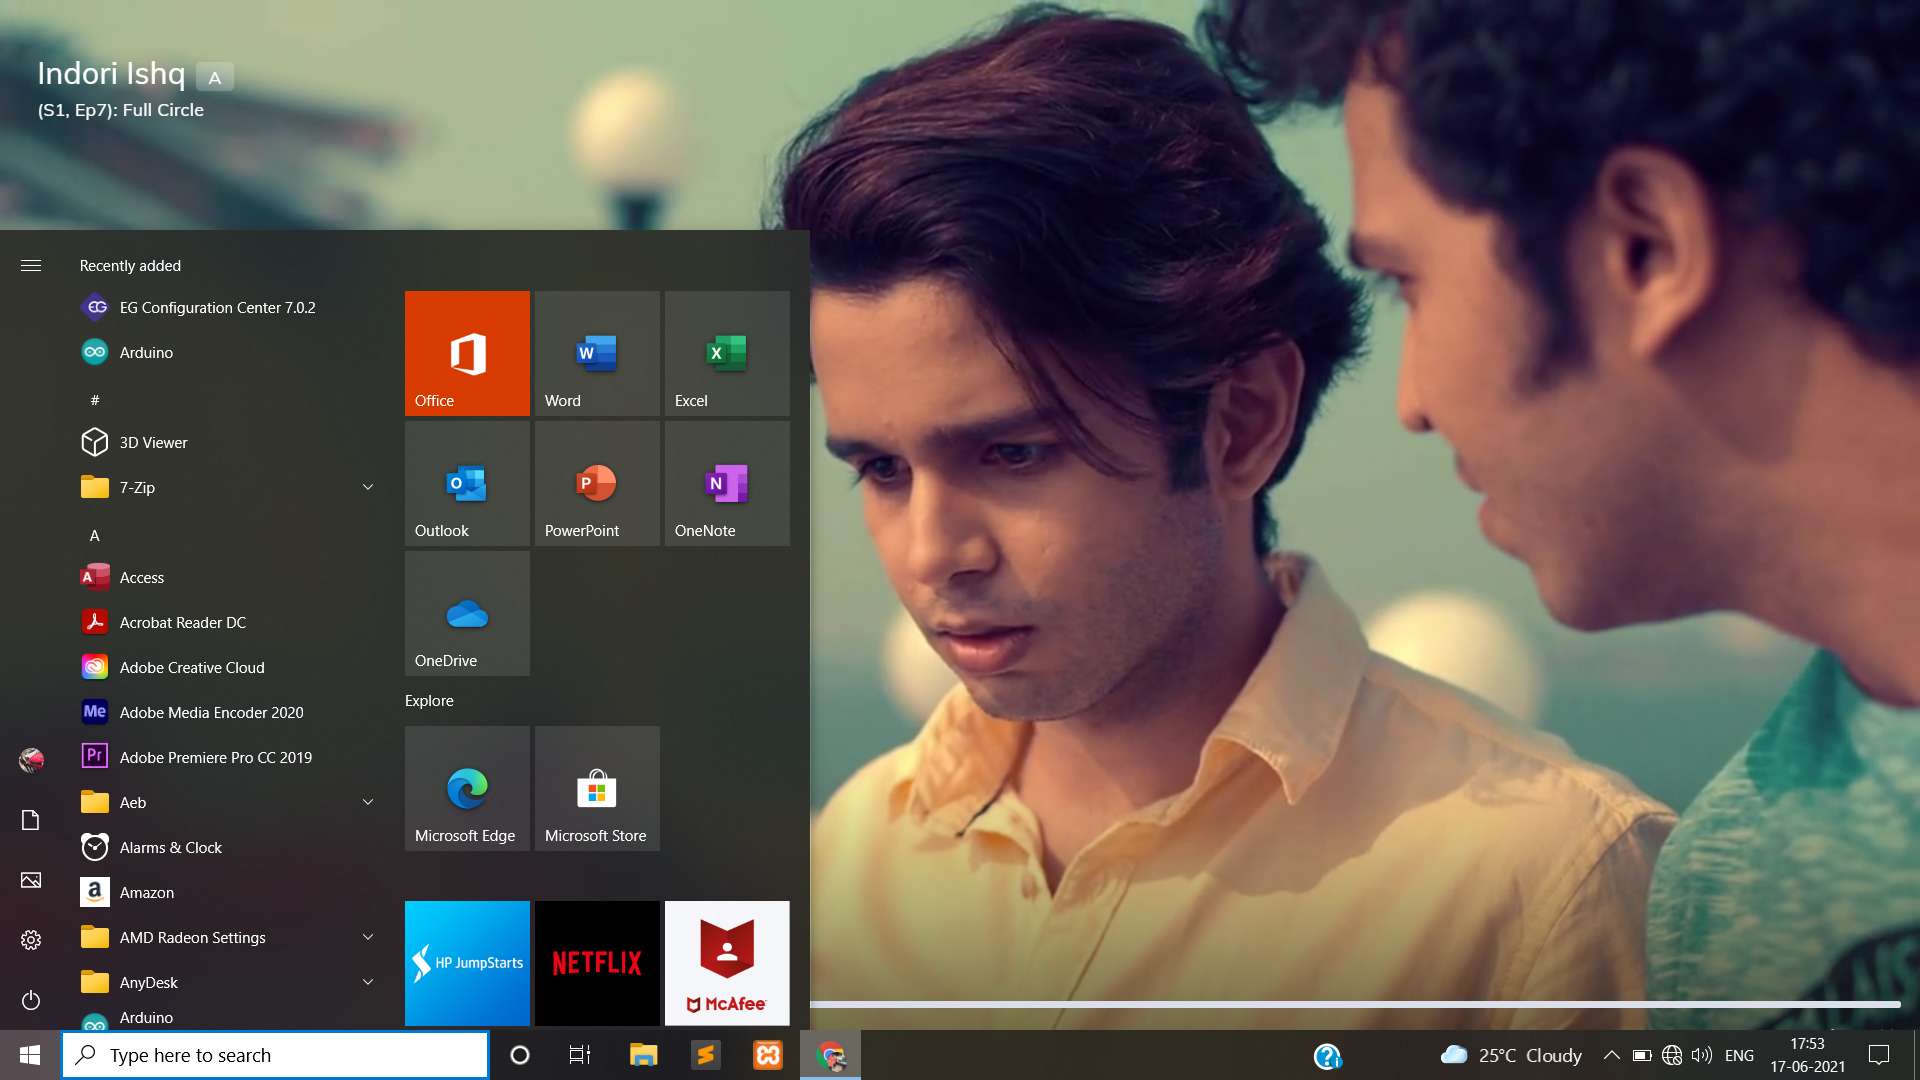 Indori Ishq A
(S1, Ep7): Full Circle
Recently added
EG EG Configuration Center 7.0.2
Arduino
#
3D Viewer
7-Zip
A
A Access
Acrobat Reader DC
Adobe Creative Cloud
Me Adobe Media Encoder 2020
Pr Adobe Premiere Pro CC 2019
Aeb
Alarms & Clock
a Amazon
AMD Radeon Settings
AnyDesk
Arduino
Office
W
Word
X
Excel
O
Outlook
P
PowerPoint
N
OneNote
OneDrive
Explore
Microsoft Edge
Microsoft Store
HP JumpStarts
NETFLIX
McAfee
Type here to search
25°C Cloudy
ENG
17:53
17-06-2021